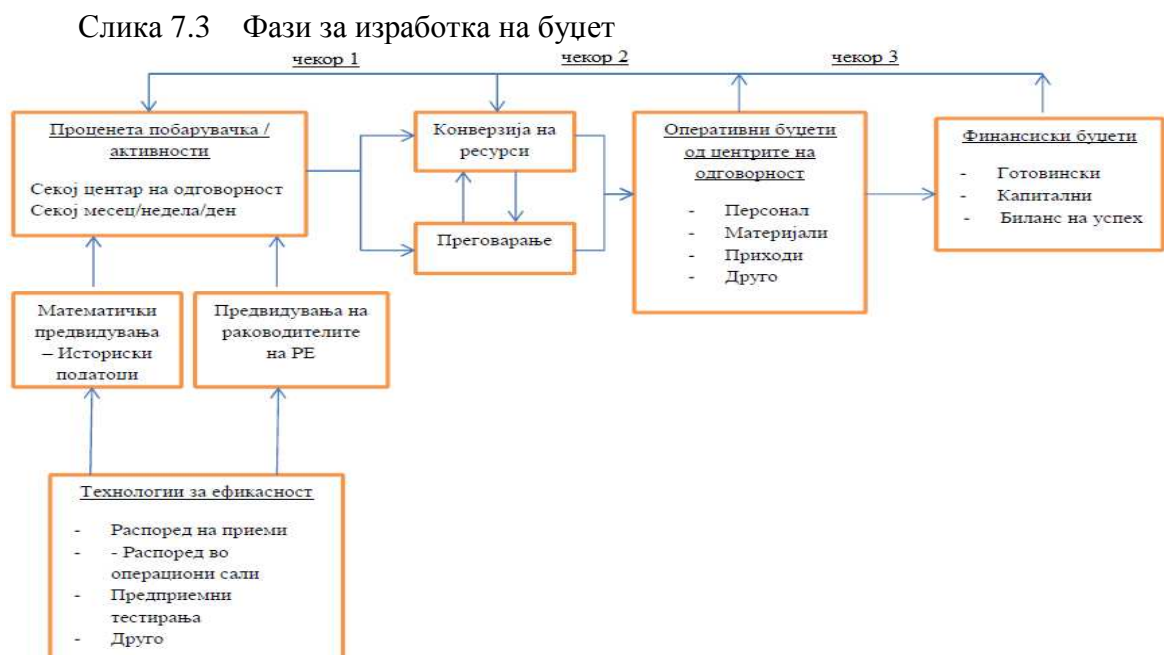 Слика 7.3 Фази за изработка на буџет
чекор 1
чекор 2
чекор 3
Проценета побарувачка /
активности
Секој центар на одговорност
Секој месец/недела/ден
Конверзија на
ресурси
Преговарање
Оперативни буџети
од центрите на
одговорност
- Персонал
- Материјали
- Приходи
- Друго
Финансиски буџети
- Готовински
- Капитални
- Биланс на успех
Математички
предвидувања
– Историски
податоци
Предвидувања на
раководителите
на РЕ
Технологии за ефикасност
- Распоред на приеми
- - Распоред во
операциони сали
- Предприемни
тестирања
- Друго